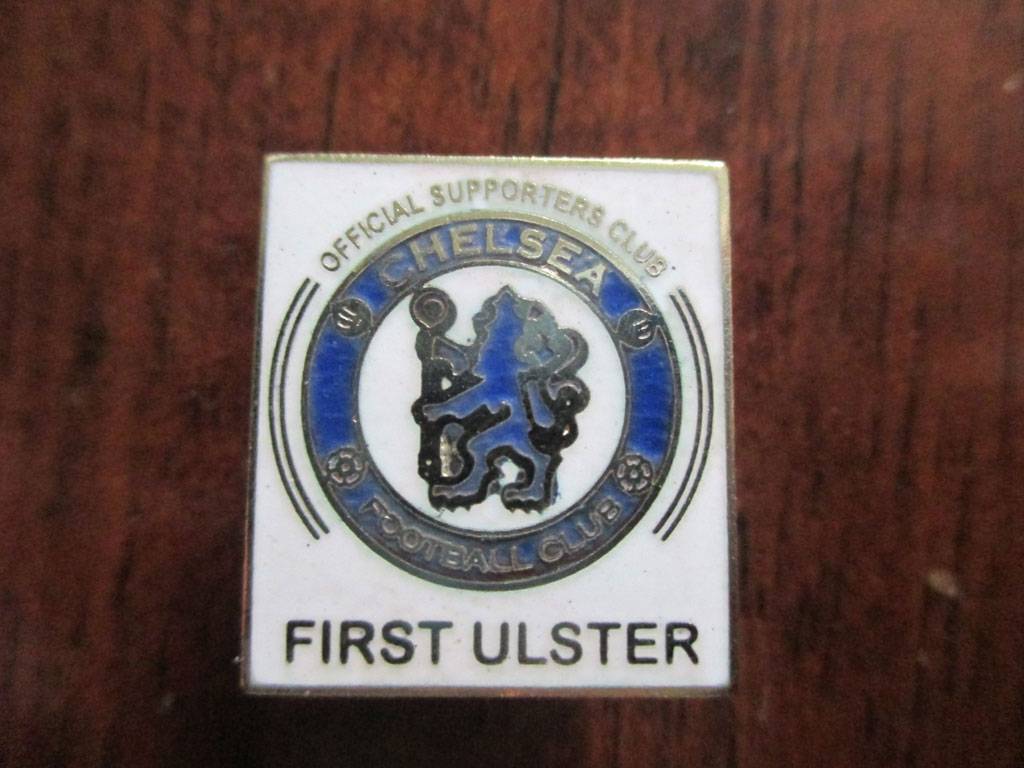 OFFICIAL SUPPORTERS CLUB
CHELSEA
FOOTBALL CLUB
FIRST ULSTER